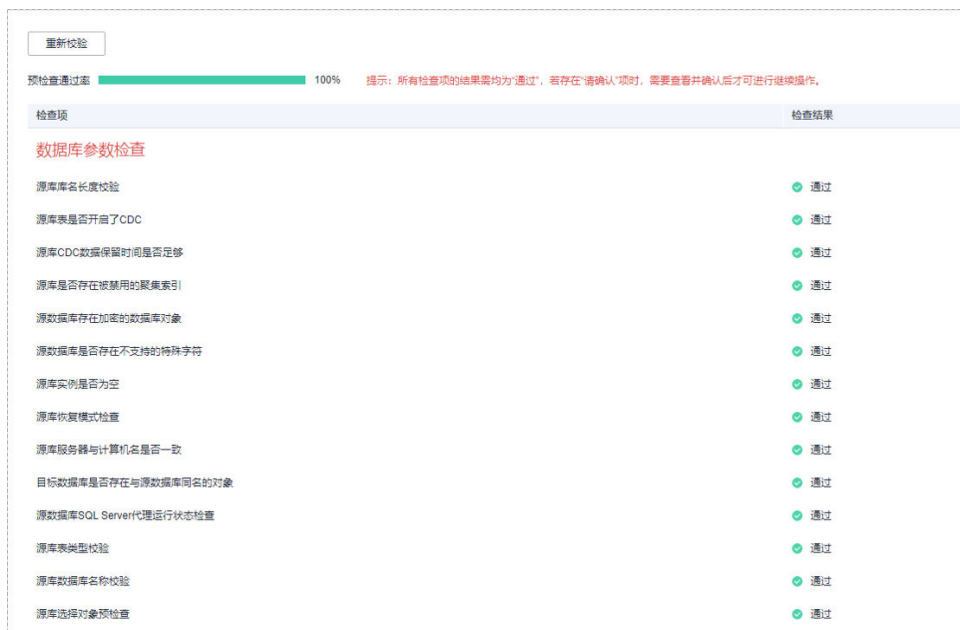 重新校验
预检查通过率 100% 提示：所有检查项的结果需均为“通过”，若存在“请确认”项时，需要查看并确认后才可进行继续操作。
检查项 检查结果
数据库参数检查
源库库名长度校验 通过
源库表是否开启了CDC 通过
源库CDC数据保留时间是否足够 通过
源库是否存在被禁用的聚集索引 通过
源数据库存在加密的数据库对象 通过
源数据库是否存在不支持的特殊字符 通过
源库实例是否为空 通过
源库恢复模式检查 通过
源库服务器与计算机名是否一致 通过
目标数据库是否存在与源数据库同名的对象 通过
源数据库SQL Server代理运行状态检查 通过
源库表类型校验 通过
源库数据库名称校验 通过
源库选择对象预检查 通过